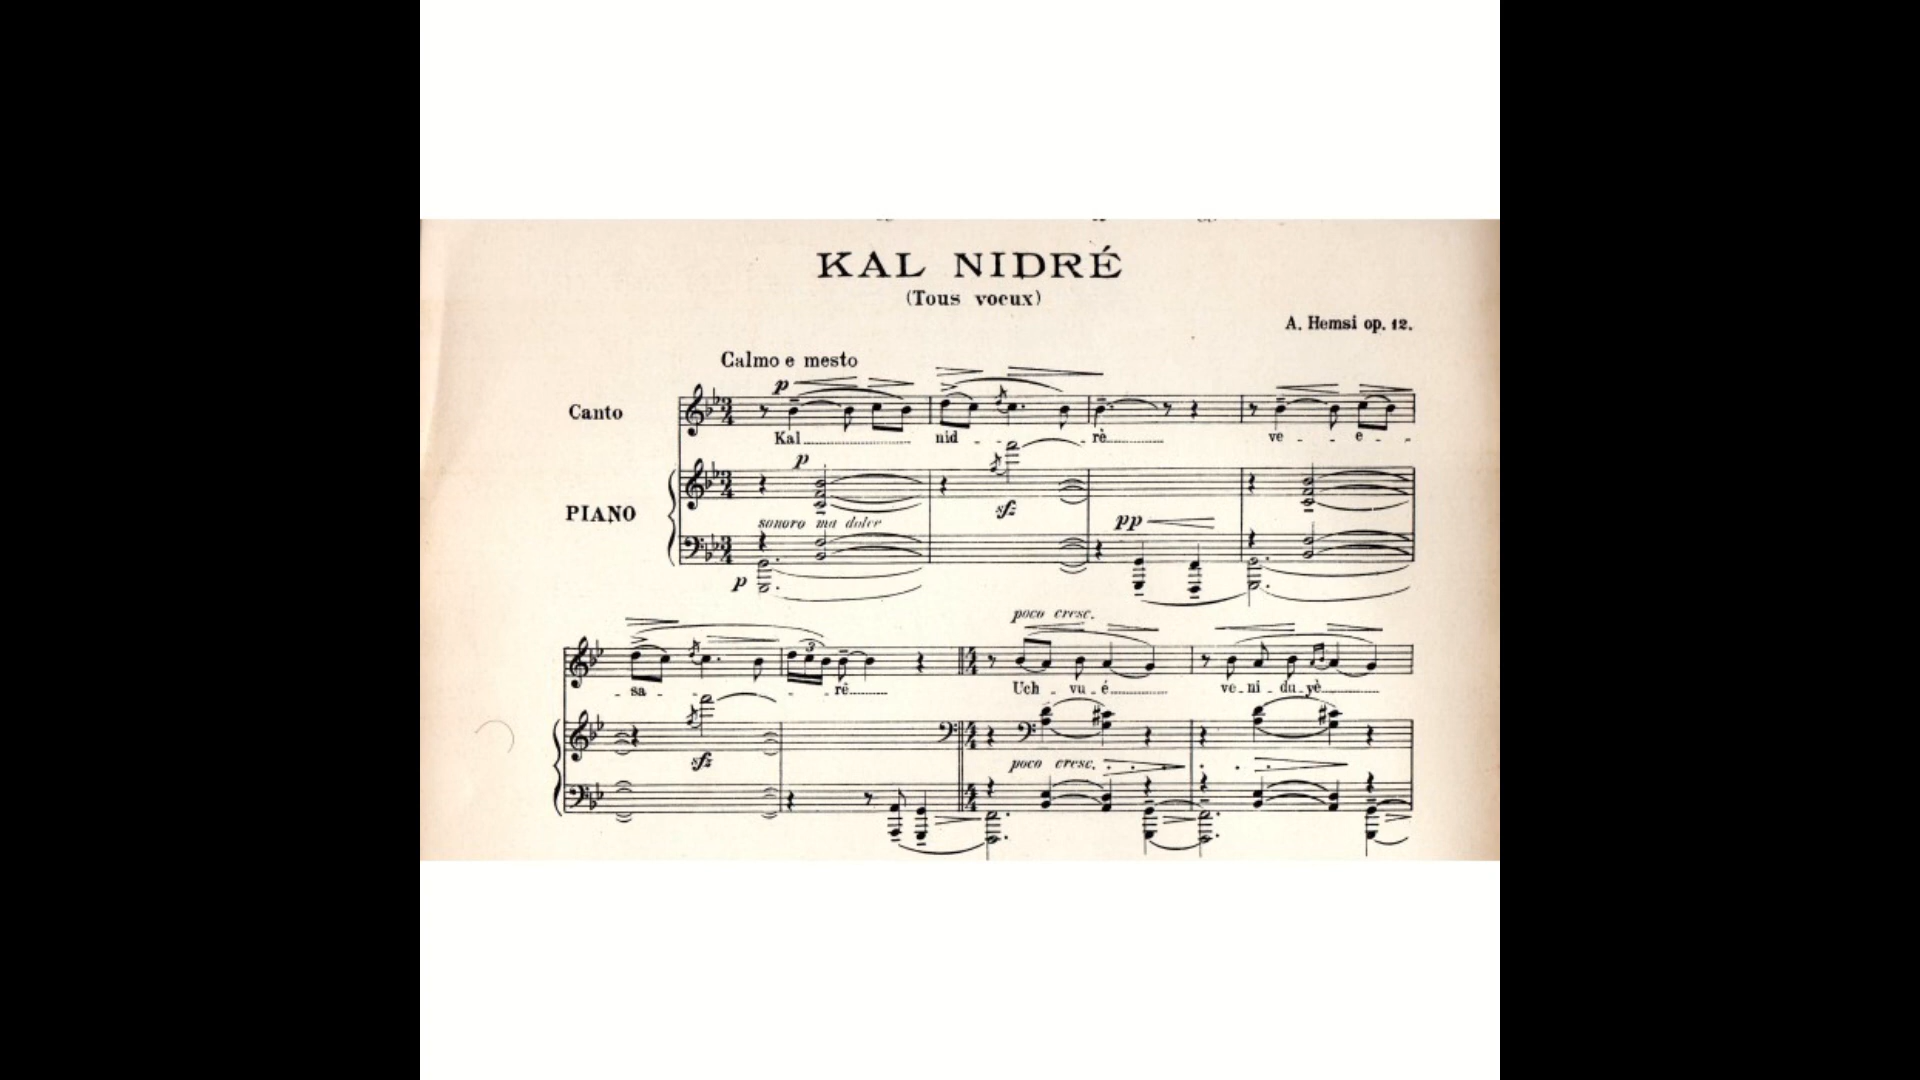 KAL NIDRÉ
(Tous voeux)
A. Hemsi op. 12.
Calmo e mesto
p
Canto
Kal nid - - rè ve - e -
p
PIANO
sfz
sonoro ma dolce
pp
p
poco cresc.
3
- sa - - - rê Uch - vu - é ve - ni - du - yè
sfz
poco cresc.